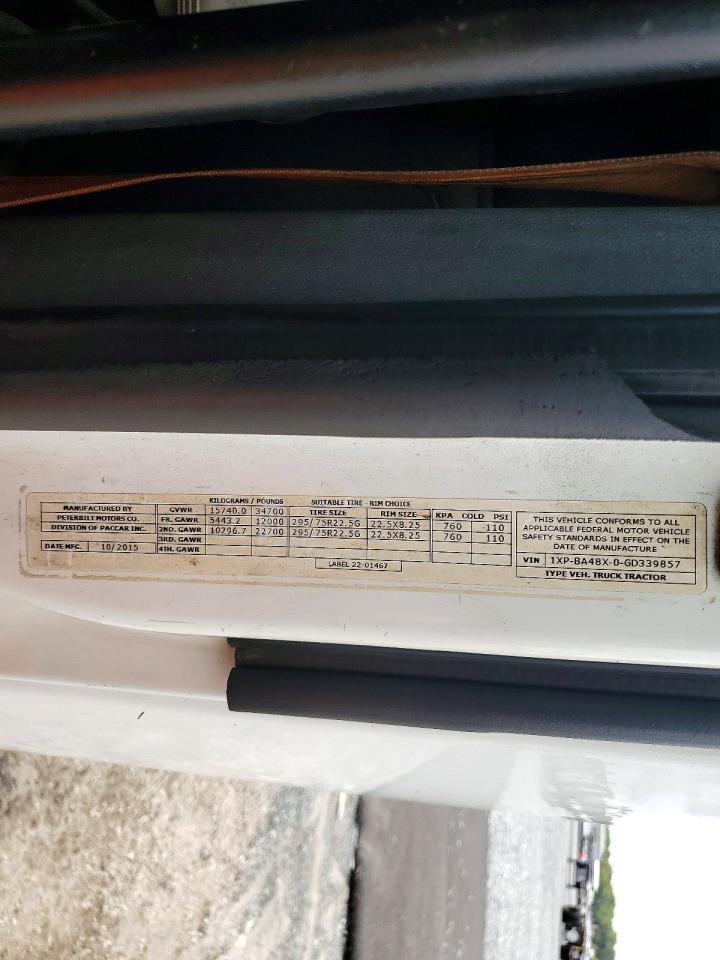 MANUFACTURED BY
PETERBILT MOTORS CO.
DIVISION OF PACCAR INC.
DATE MFG. 10/2015
KILOGRAMS / POUNDS SUITABLE TIRE - RIM CHOICE
GVWR 15740.0 34700 TIRE SIZE RIM SIZE KPA COLD PSI
FR. GAWR 5443.2 12000 295/75R22.5G 22.5X8.25 760 110
2ND. GAWR 10296.7 22700 295/75R22.5G 22.5X8.25 760 110
3RD. GAWR
4TH. GAWR
LABEL 22-01467
THIS VEHICLE CONFORMS TO ALL
APPLICABLE FEDERAL MOTOR VEHICLE
SAFETY STANDARDS IN EFFECT ON THE
DATE OF MANUFACTURE
VIN 1XP-BA48X-0-GD339857
TYPE VEH. TRUCK TRACTOR